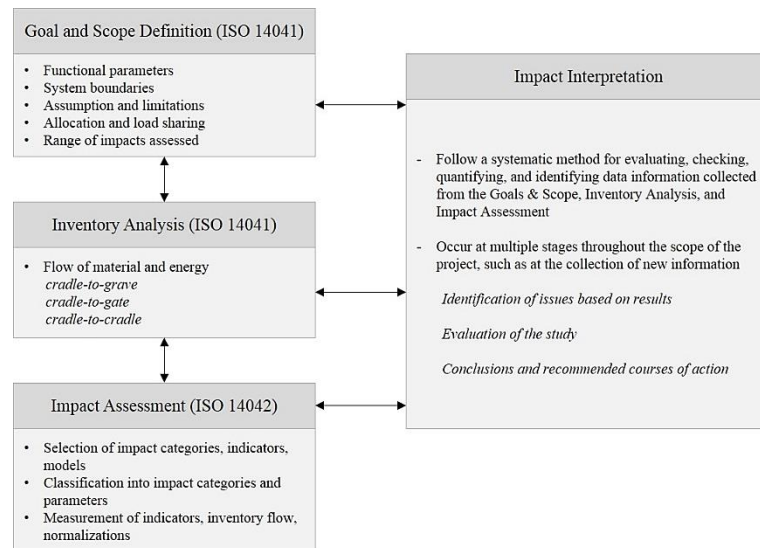 Goal and Scope Definition (ISO 14041)
• Functional parameters
• System boundaries
• Assumption and limitations
• Allocation and load sharing
• Range of impacts assessed
Inventory Analysis (ISO 14041)
• Flow of material and energy
cradle-to-grave
cradle-to-gate
cradle-to-cradle
Impact Assessment (ISO 14042)
• Selection of impact categories, indicators,
models
• Classification into impact categories and
parameters
• Measurement of indicators, inventory flow,
normalizations
Impact Interpretation
- Follow a systematic method for evaluating, checking,
quantifying, and identifying data information collected
from the Goals & Scope, Inventory Analysis, and
Impact Assessment
- Occur at multiple stages throughout the scope of the
project, such as at the collection of new information
Identification of issues based on results
Evaluation of the study
Conclusions and recommended courses of action